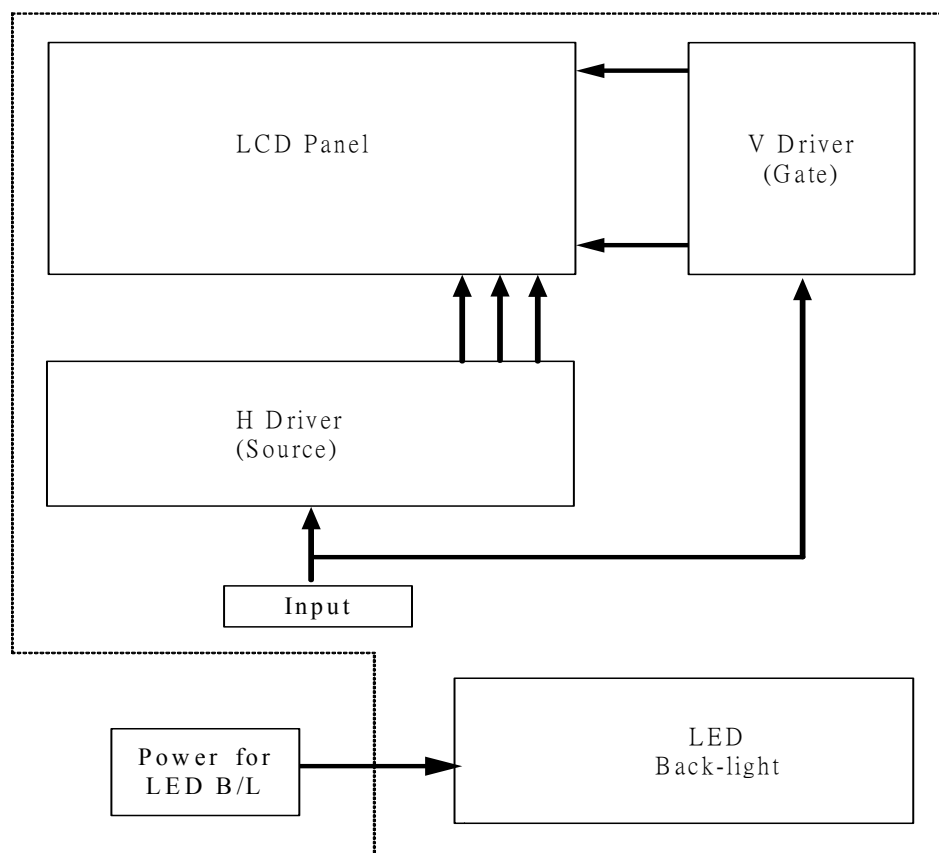 LCD Panel
V Driver
(Gate)
H Driver
(Source)
Input
Power for
LED B/L
LED
Back-light